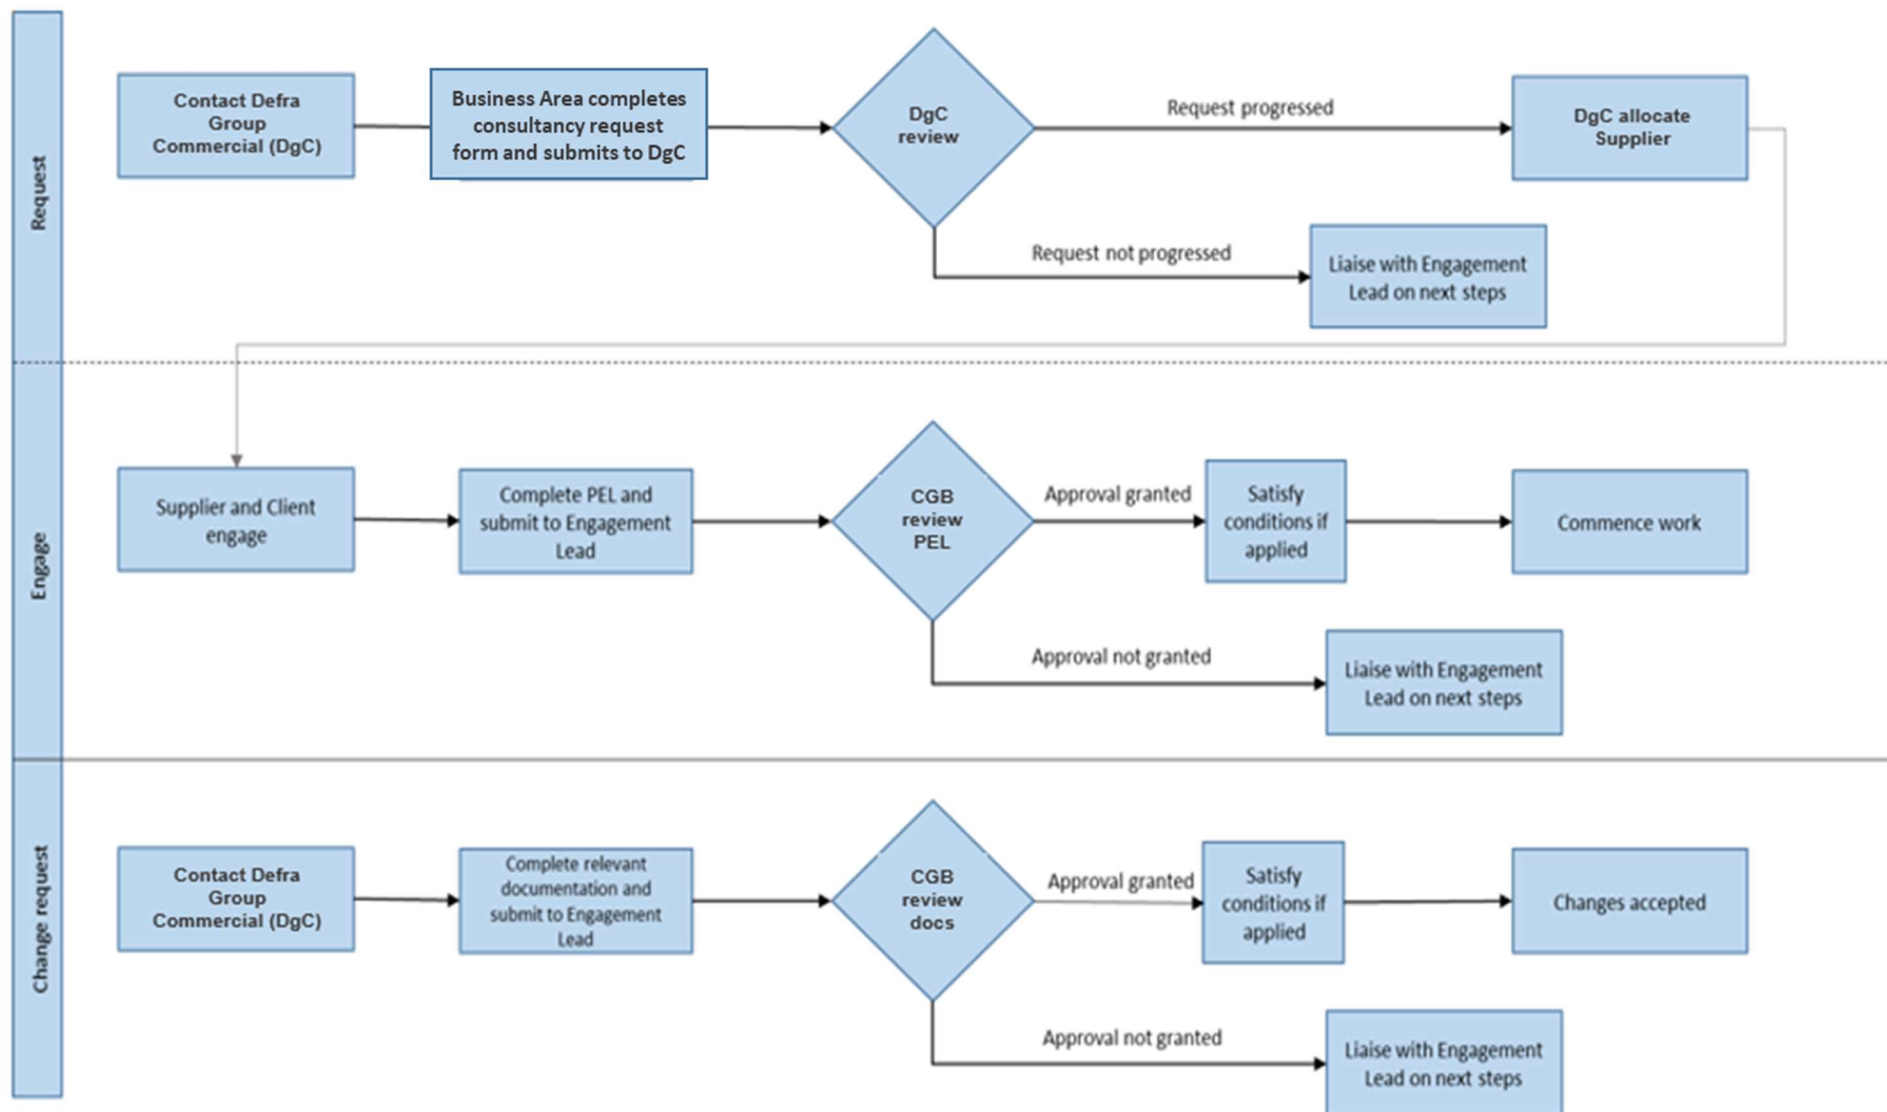 Request
Contact Defra
Group
Commercial (DgC)
Business Area completes
consultancy request
form and submits to DgC
DgC
review
Request progressed
DgC allocate
Supplier
Request not progressed
Liaise with Engagement
Lead on next steps
Engage
Supplier and Client
engage
Complete PEL and
submit to Engagement
Lead
CGB
review
PEL
Approval granted
Satisfy
conditions if
applied
Commence work
Approval not granted
Liaise with Engagement
Lead on next steps
Change request
Contact Defra
Group
Commercial (DgC)
Complete relevant
documentation and
submit to Engagement
Lead
CGB
review
docs
Approval granted
Satisfy
conditions if
applied
Changes accepted
Approval not granted
Liaise with Engagement
Lead on next steps